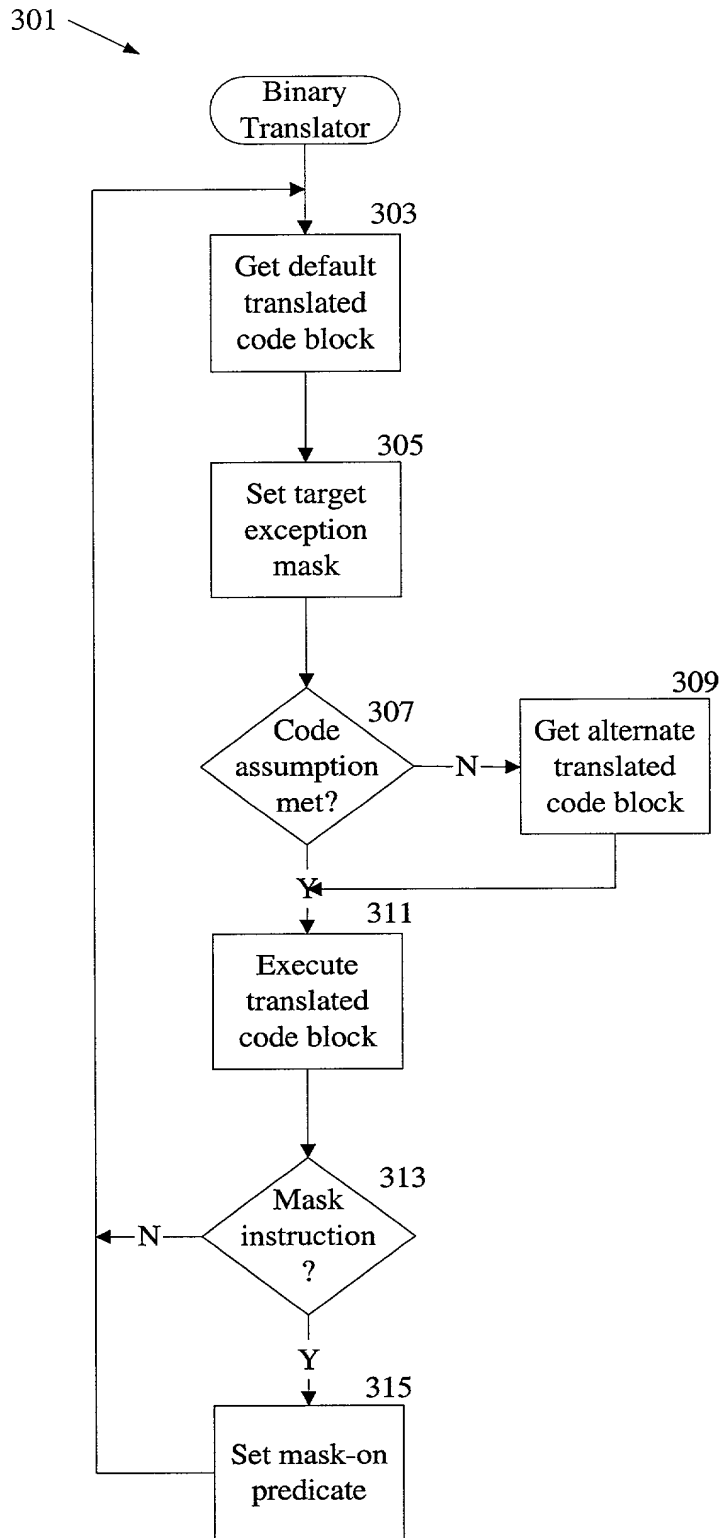 301
Binary
Translator
303
Get default
translated
code block
305
Set target
exception
mask
307
Code
assumption
met?
N
309
Get alternate
translated
code block
Y
311
Execute
translated
code block
313
Mask
instruction
?
N
Y
315
Set mask-on
predicate